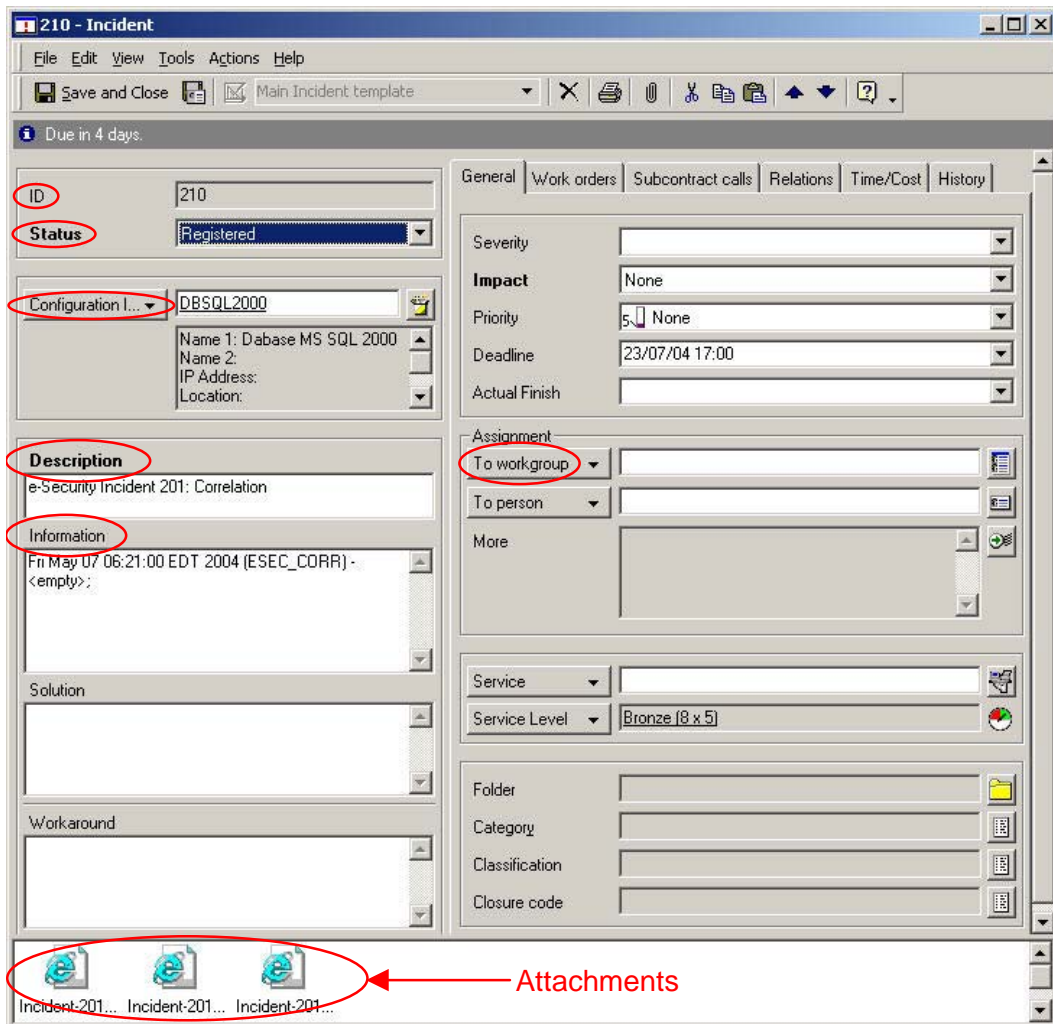 210 - Incident
File Edit View Tools Actions Help
Save and Close Main Incident template
Due in 4 days.
ID 210
Status Registered
Configuration I... DBSQL2000
Name 1: Dabase MS SQL 2000
Name 2:
IP Address:
Location:
Description
e-Security Incident 201: Correlation
Information
Fri May 07 06:21:00 EDT 2004 (ESEC_CORR) -
<empty>;
Solution
Workaround
General Work orders Subcontract calls Relations Time/Cost History
Severity
Impact None
Priority 5 None
Deadline 23/07/04 17:00
Actual Finish
Assignment
To workgroup
To person
More
Service
Service Level Bronze (8 x 5)
Folder
Category
Classification
Closure code
Incident-201... Incident-201... Incident-201...
Attachments